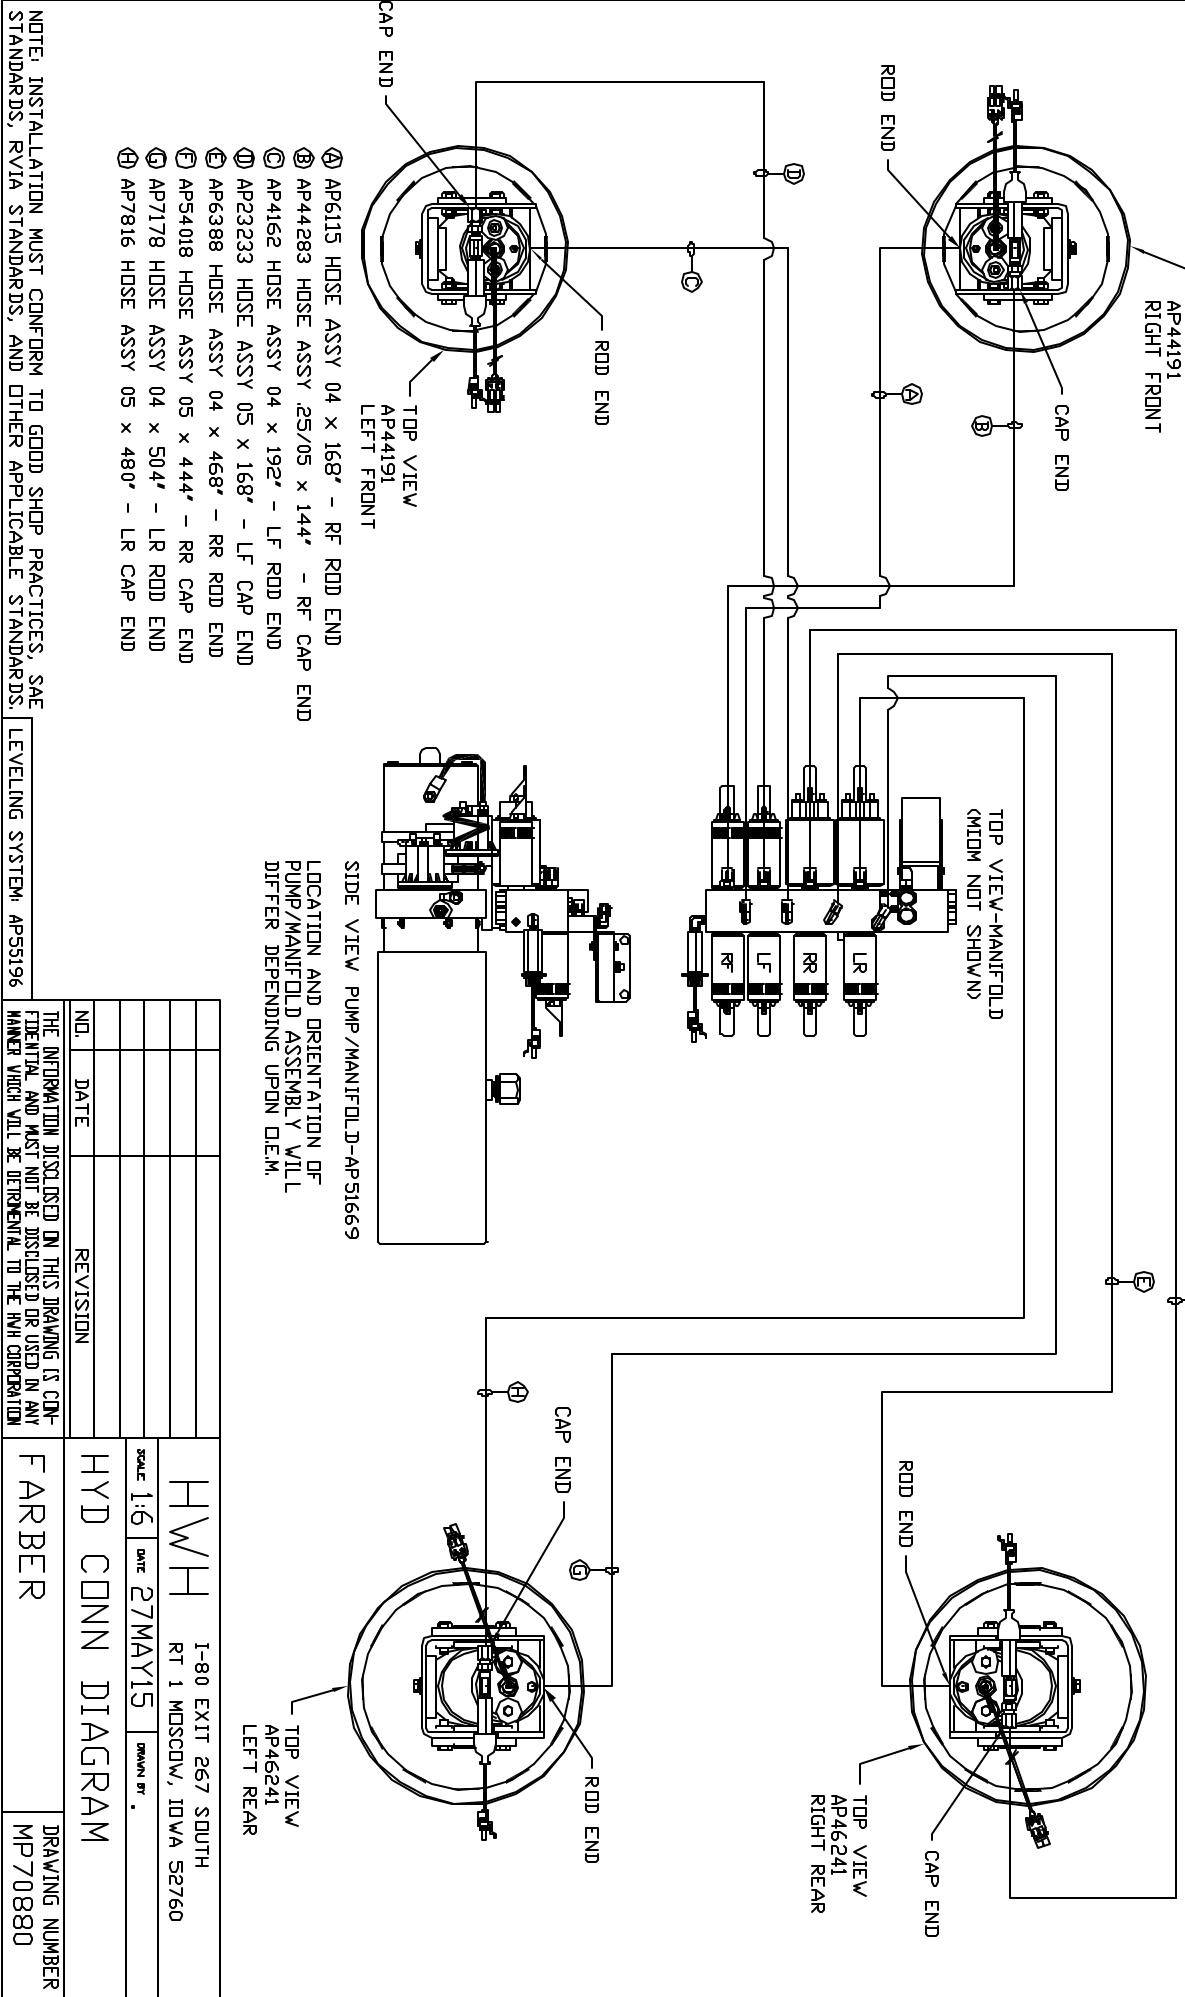 AP44191
RIGHT FRONT
ROD END
CAP END
A
B
C
D
E
G
H
CAP END
ROD END
TOP VIEW
AP44191
LEFT FRONT
A AP6115 HOSE ASSY 04 x 168" - RF ROD END
B AP44283 HOSE ASSY .25/05 x 144" - RF CAP END
C AP4162 HOSE ASSY 04 x 192" - LF ROD END
D AP23233 HOSE ASSY 05 x 168" - LF CAP END
E AP6388 HOSE ASSY 04 x 468" - RR ROD END
F AP54018 HOSE ASSY 05 x 444" - RR CAP END
G AP7178 HOSE ASSY 04 x 504" - LR ROD END
H AP7816 HOSE ASSY 05 x 480" - LR CAP END
TOP VIEW-MANIFOLD
(MIOM NOT SHOWN)
LR
RR
LF
RF
SIDE VIEW PUMP/MANIFOLD-AP51669
LOCATION AND ORIENTATION OF
PUMP/MANIFOLD ASSEMBLY WILL
DIFFER DEPENDING UPON O.E.M.
ROD END
CAP END
TOP VIEW
AP46241
RIGHT REAR
CAP END
ROD END
TOP VIEW
AP46241
LEFT REAR
NOTE: INSTALLATION MUST CONFORM TO GOOD SHOP PRACTICES, SAE
STANDARDS, RVIA STANDARDS, AND OTHER APPLICABLE STANDARDS.
LEVELING SYSTEM: AP55196
NO. DATE REVISION
THE INFORMATION DISCLOSED ON THIS DRAWING IS CON-
FIDENTIAL AND MUST NOT BE DISCLOSED OR USED IN ANY
MANNER WHICH WILL BE DETRIMENTAL TO THE HWH CORPORATION
HWH
I-80 EXIT 267 SOUTH
RT 1 MOSCOW, IOWA 52760
SCALE 1:6 DATE 27MAY15 DRAWN BY .
HYD CONN DIAGRAM
FARBER
DRAWING NUMBER
MP70880